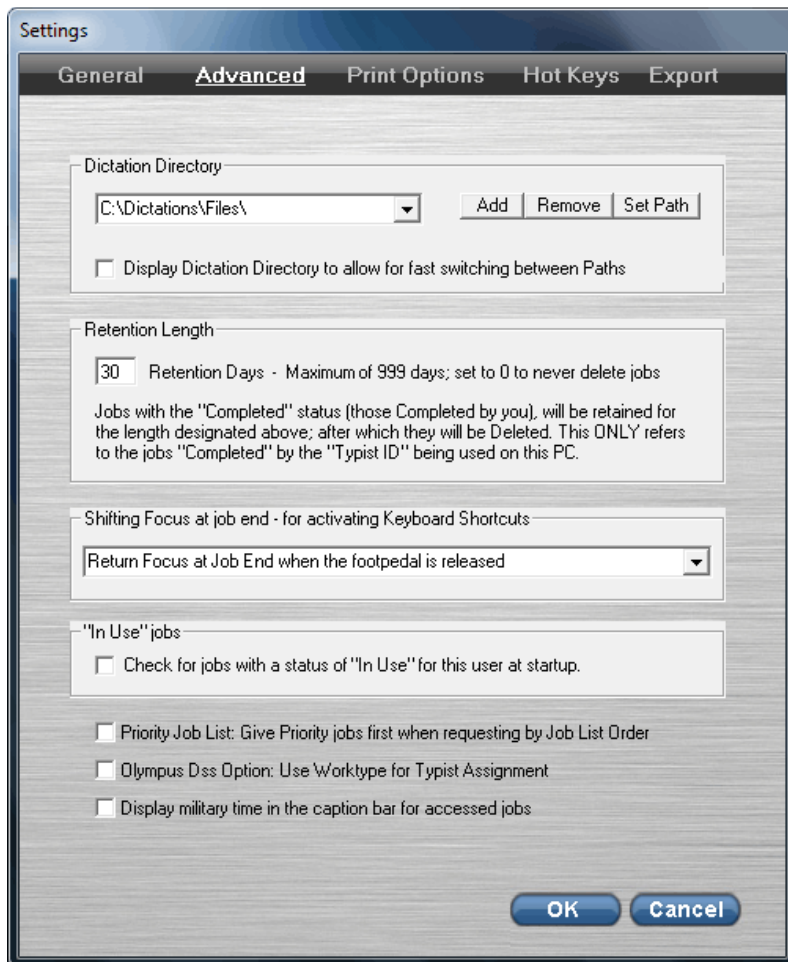 Settings
General Advanced Print Options Hot Keys Export
Dictation Directory
C:\Dictations\Files\ Add Remove Set Path
Display Dictation Directory to allow for fast switching between Paths
Retention Length
30 Retention Days - Maximum of 999 days; set to 0 to never delete jobs
Jobs with the "Completed" status (those Completed by you), will be retained for
the length designated above; after which they will be Deleted. This ONLY refers
to the jobs "Completed" by the "Typist ID" being used on this PC.
Shifting Focus at job end - for activating Keyboard Shortcuts
Return Focus at Job End when the footpedal is released
"In Use" jobs
Check for jobs with a status of "In Use" for this user at startup.
Priority Job List: Give Priority jobs first when requesting by Job List Order
Olympus Dss Option: Use Worktype for Typist Assignment
Display military time in the caption bar for accessed jobs
OK Cancel